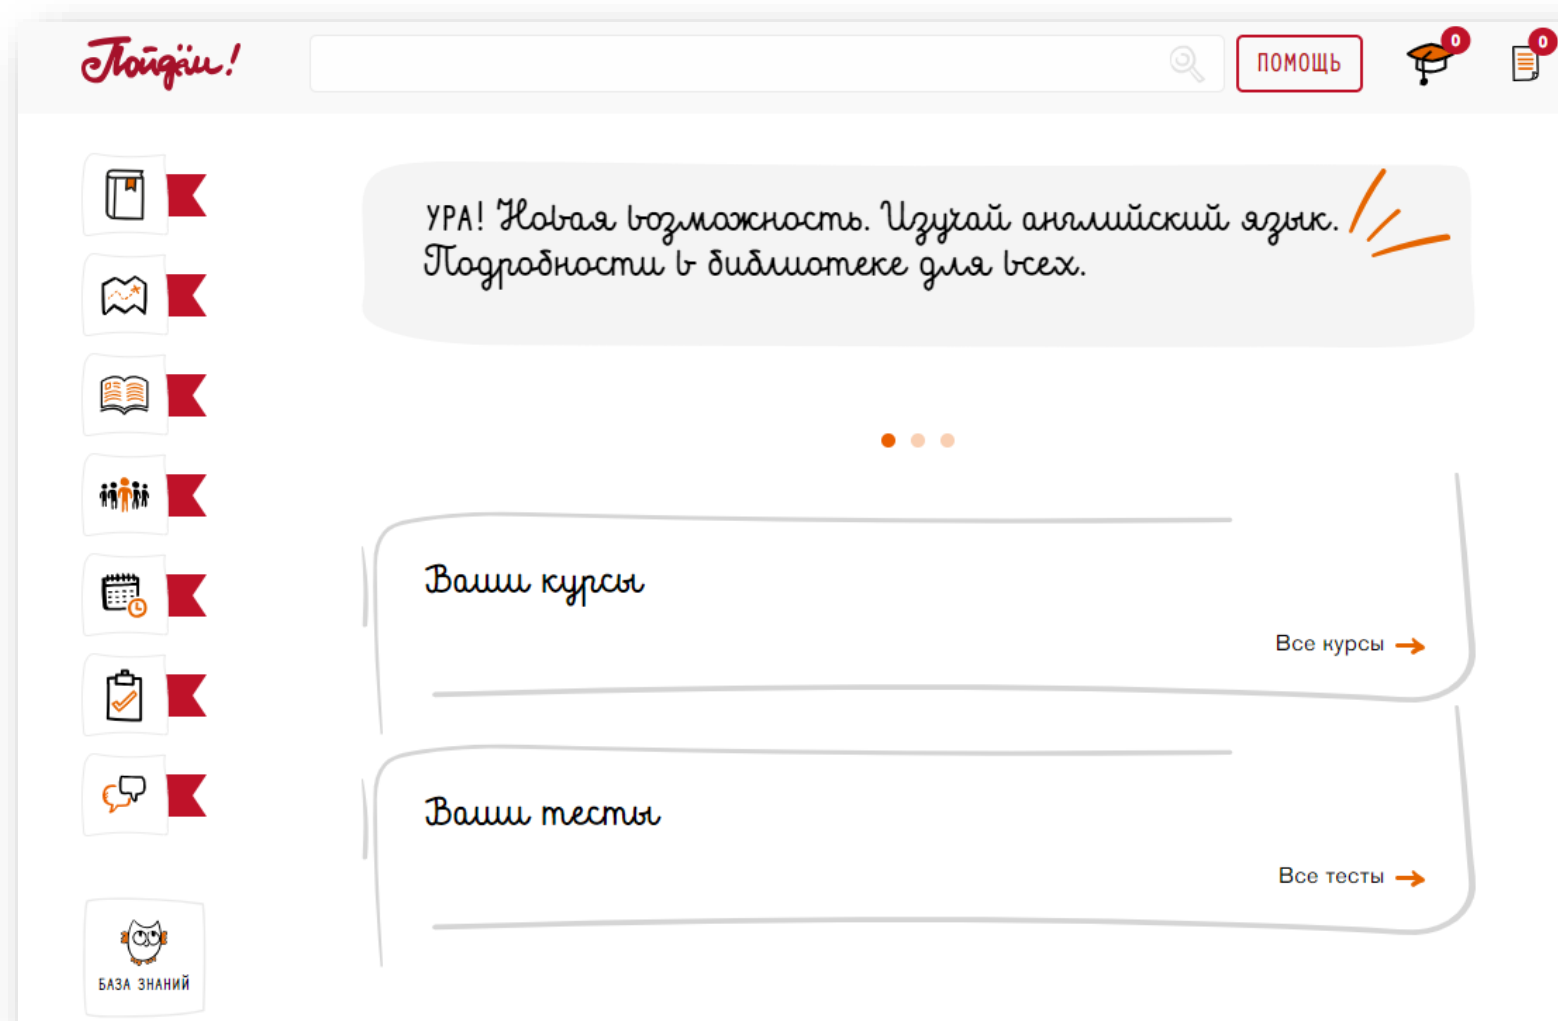 Пойдём!
ПОМОЩЬ
0
0
УРА! Новая возможность. Изучай английский язык.
Подробности в библиотеке для всех.
Ваши курсы
Все курсы
Ваши тесты
Все тесты
БАЗА ЗНАНИЙ